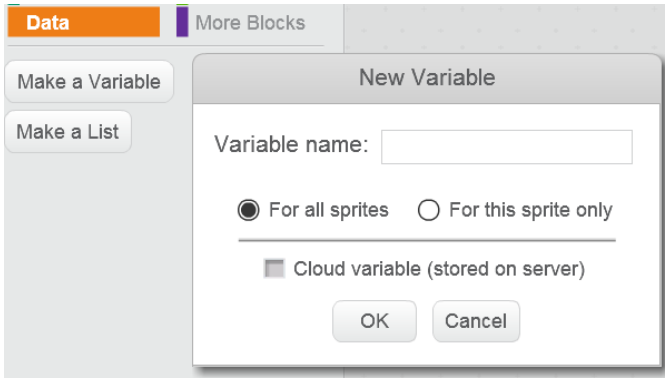 Data
More Blocks
Make a Variable
Make a List
New Variable
Variable name:
For all sprites
For this sprite only
Cloud variable (stored on server)
OK
Cancel